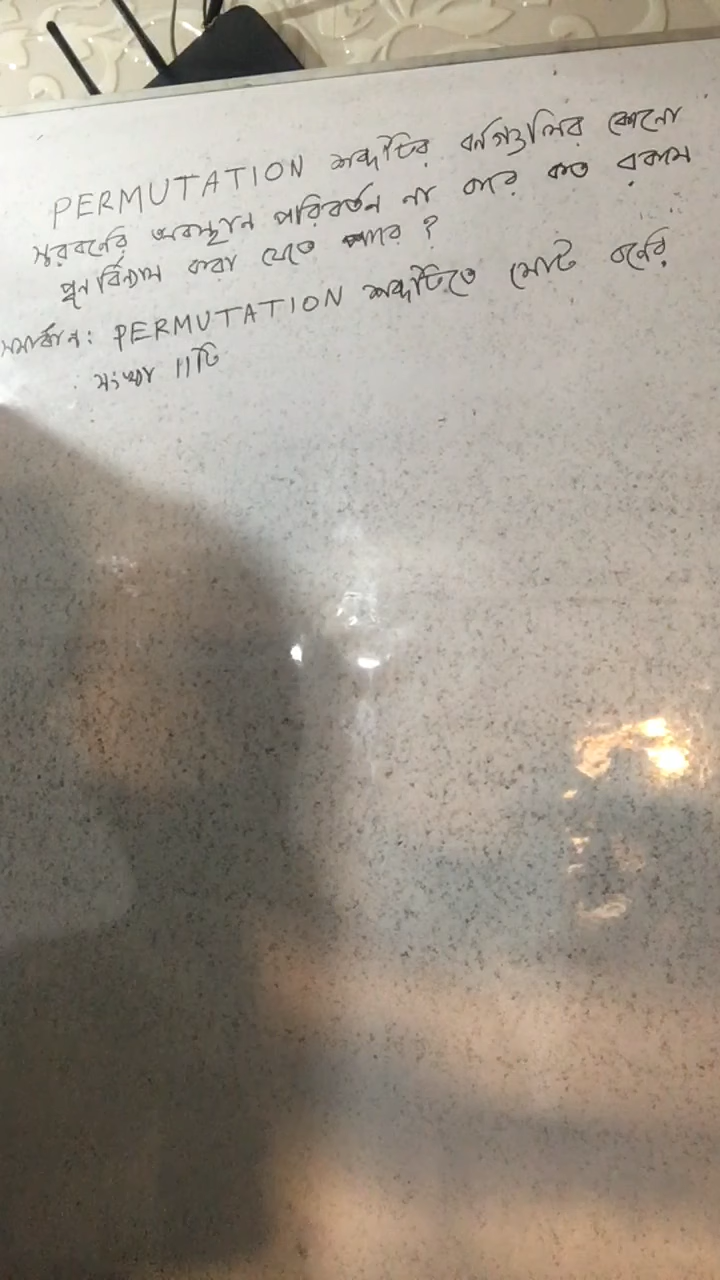 PERMUTATION শব্দটির বর্ণগুলির কোনো
স্বরবর্নের অবস্থান পরিবর্তন না করে কত রকমে
পুনর্বিন্যাস করা যেতে পারে ?
সমাধান: PERMUTATION শব্দটিতে মোট বর্নের
সংখ্যা 11টি